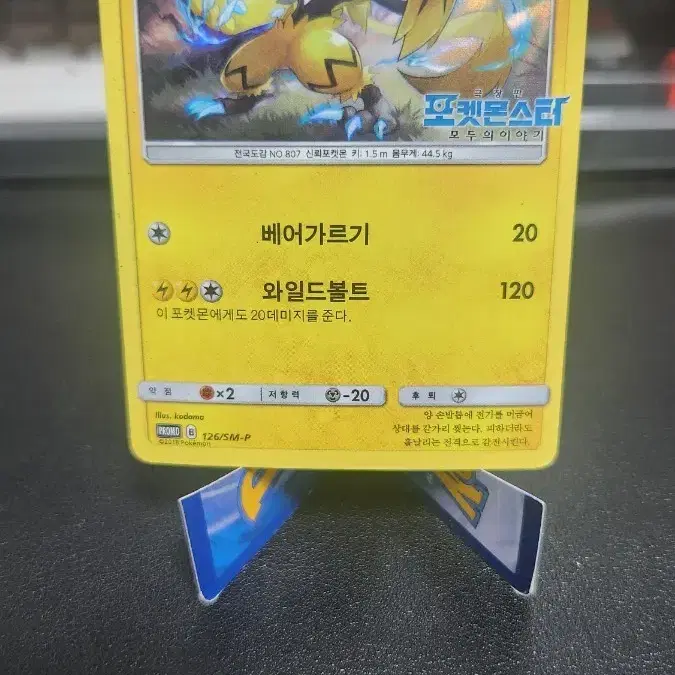 극장판
포켓몬스터
모두의이야기
전국도감 NO 807 신뢰포켓몬 키: 1.5 m 몸무게: 44.5 kg
베어가르기 20
와일드볼트 120
이 포켓몬에게도 20데미지를 준다.
약점 ×2 저항력 -20 후퇴
Illus. kodama
양 손발톱에 전기를 머금어
상대를 갈가리 찢는다. 피하더라도
흩날리는 전격으로 감전시킨다.
PROMO B 126/SM-P
©2018 Pokémon